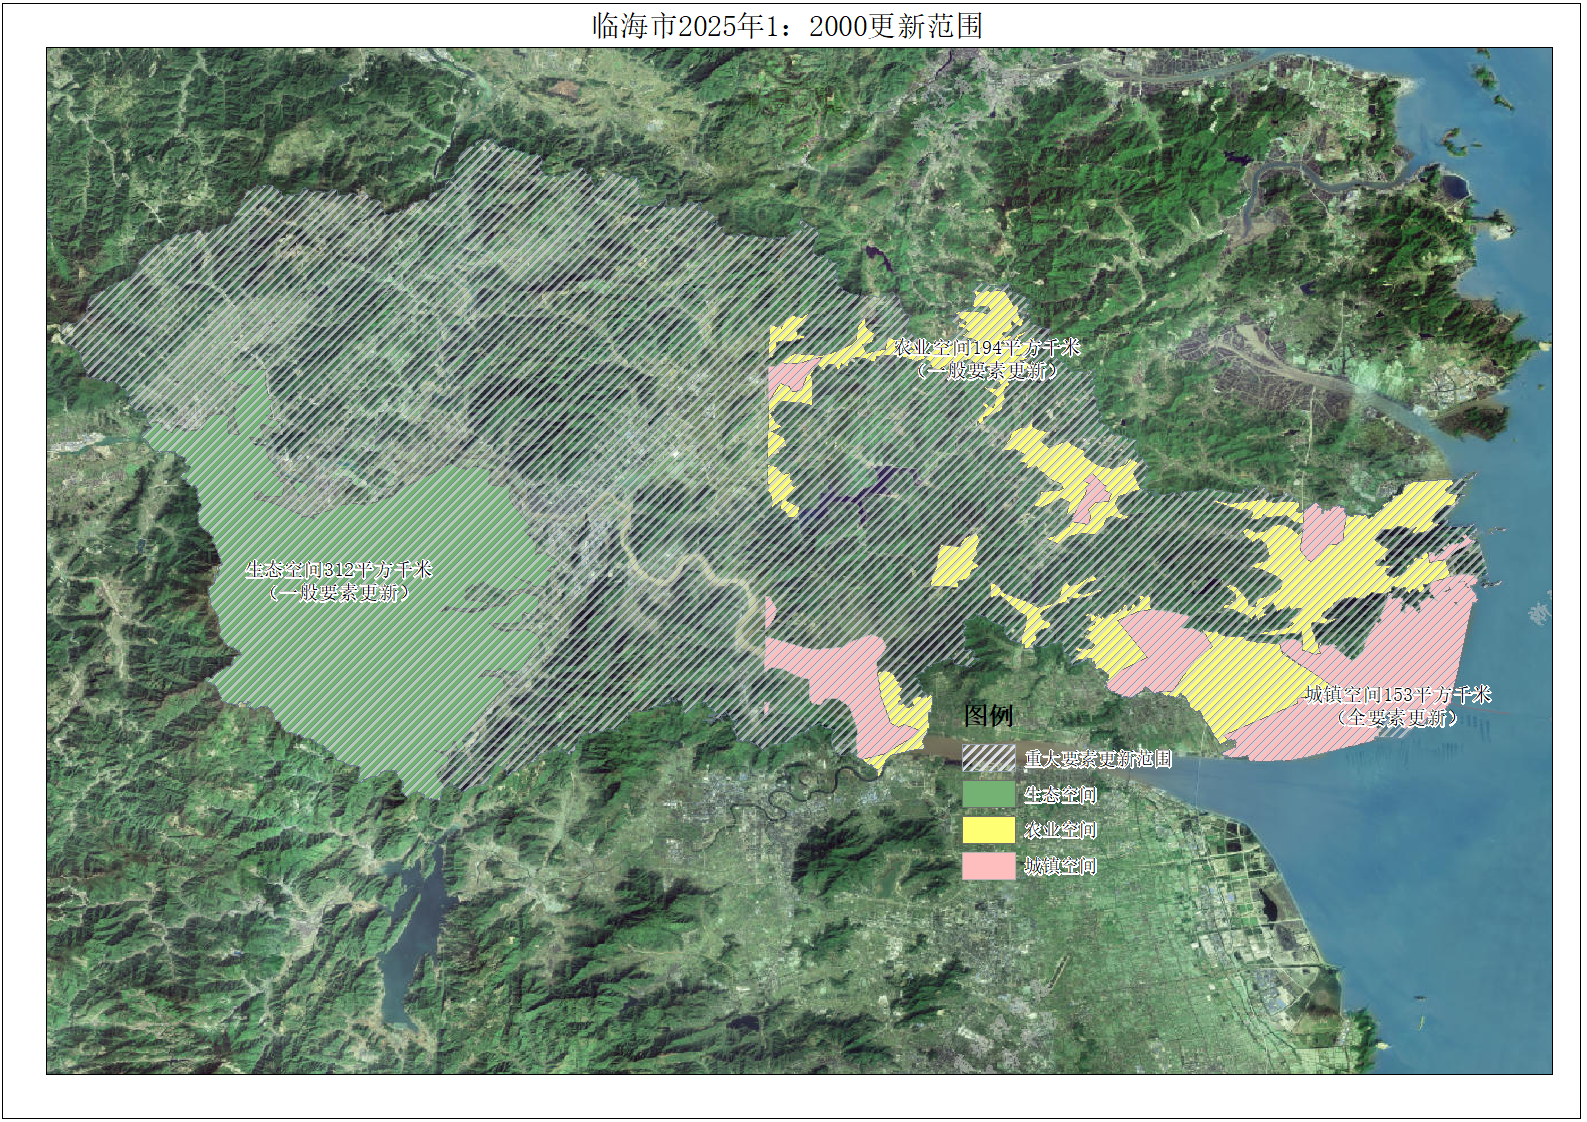 临海市2025年1：2000更新范围
农业空间194平方千米
（一般要素更新）
生态空间312平方千米
（一般要素更新）
城镇空间153平方千米
（全要素更新）
图例
重大要素更新范围
生态空间
农业空间
城镇空间